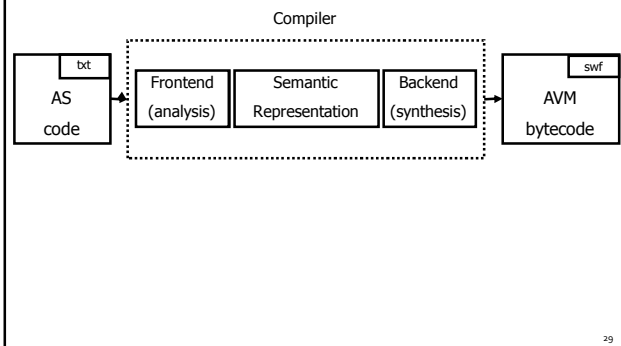 Compiler
txt
AS
code
Frontend
(analysis)
Semantic
Representation
Backend
(synthesis)
swf
AVM
bytecode
29